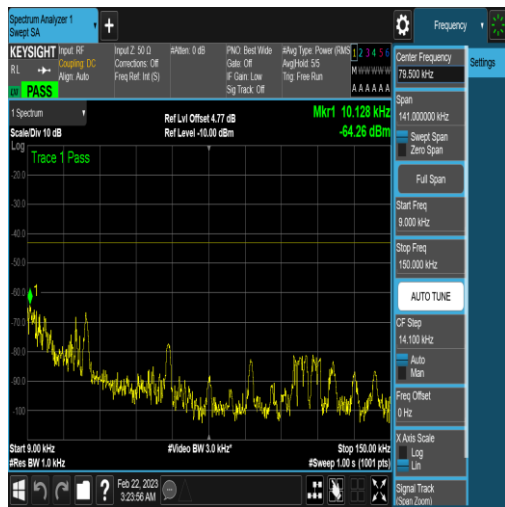 Spectrum Analyzer 1
Swept SA
Frequency
KEYSIGHT
Input: RF
Input Z: 50 Ω
#Atten: 0 dB
PNO: Best Wide
#Avg Type: Power (RMS
1 2 3 4 5 6
RL
Coupling: DC
Corrections: Off
Gate: Off
Avg|Hold: 5/5
M W W W W W
Align: Auto
Freq Ref: Int (S)
IF Gain: Low
Trig: Free Run
Sig Track: Off
A A A A A A
PASS
1 Spectrum
Ref Lvl Offset 4.77 dB
Mkr1 10.128 kHz
Scale/Div 10 dB
Ref Level -10.00 dBm
-64.26 dBm
Log
Trace 1 Pass
-20.0
-30.0
-40.0
-50.0
-60.0
1
-70.0
-80.0
-90.0
-100
Start 9.00 kHz
#Video BW 3.0 kHz*
Stop 150.00 kHz
#Res BW 1.0 kHz
#Sweep 1.00 s (1001 pts)
?
Feb 22, 2023
3:23:56 AM
Center Frequency
79.500 kHz
Settings
Span
141.000000 kHz
Swept Span
Zero Span
Full Span
Start Freq
9.000 kHz
Stop Freq
150.000 kHz
AUTO TUNE
CF Step
14.100 kHz
Auto
Man
Freq Offset
0 Hz
X Axis Scale
Log
Lin
Signal Track
(Span Zoom)